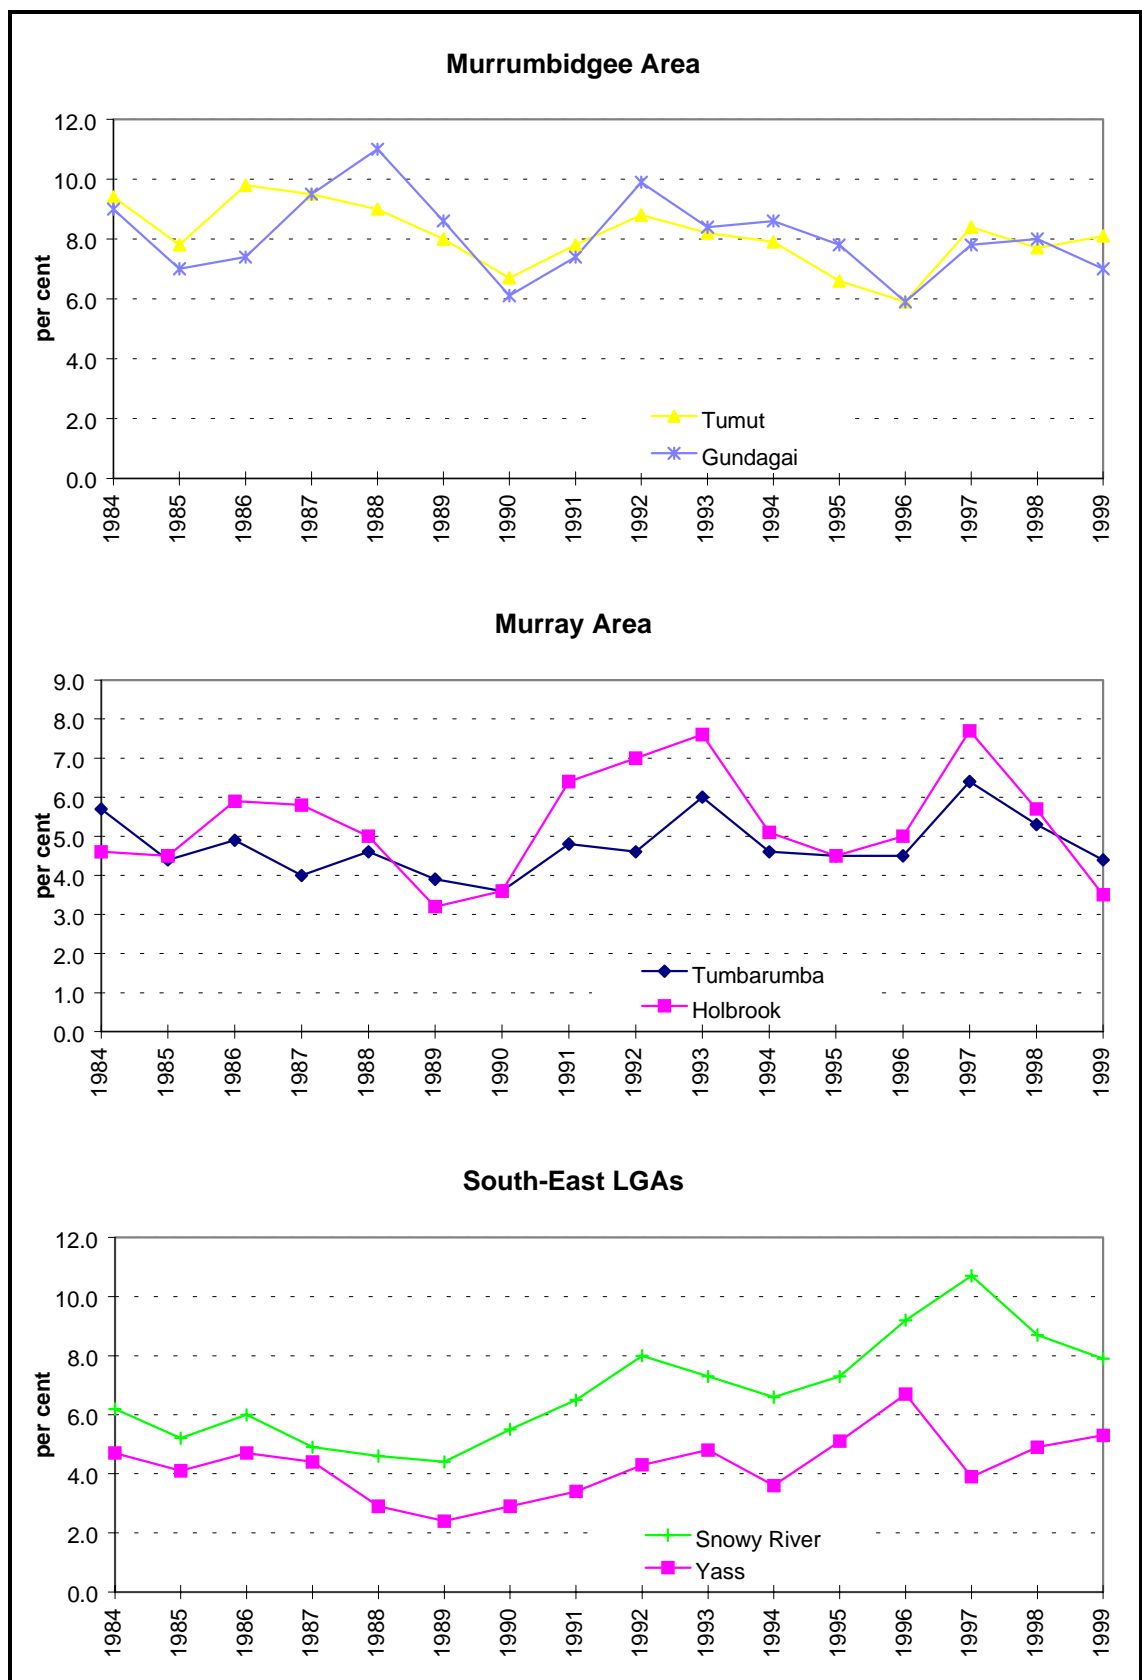 Murrumbidgee Area
12.0
10.0
8.0
6.0
4.0
2.0
0.0
per cent
Tumut
Gundagai
1984 1985 1986 1987 1988 1989 1990 1991 1992 1993 1994 1995 1996 1997 1998 1999
Murray Area
9.0
8.0
7.0
6.0
5.0
4.0
3.0
2.0
1.0
0.0
per cent
Tumbarumba
Holbrook
1984 1985 1986 1987 1988 1989 1990 1991 1992 1993 1994 1995 1996 1997 1998 1999
South-East LGAs
12.0
10.0
8.0
6.0
4.0
2.0
0.0
per cent
Snowy River
Yass
1984 1985 1986 1987 1988 1989 1990 1991 1992 1993 1994 1995 1996 1997 1998 1999